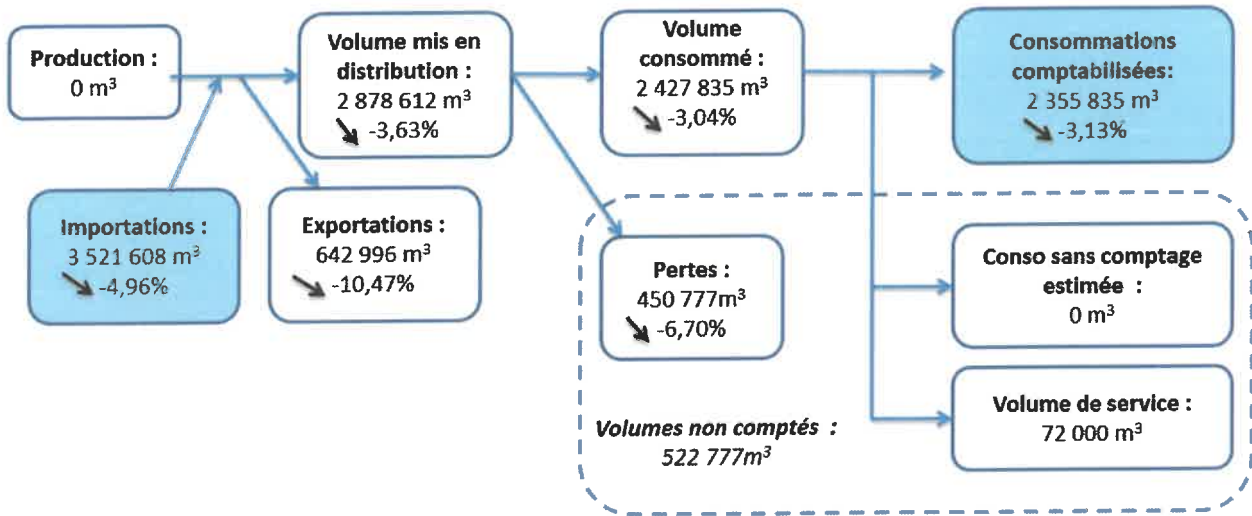 Production :
0 m³
Volume mis en
distribution :
2 878 612 m³
-3,63%
Volume
consommé :
2 427 835 m³
-3,04%
Consommations
comptabilisées:
2 355 835 m³
-3,13%
Importations :
3 521 608 m³
-4,96%
Exportations :
642 996 m³
-10,47%
Pertes :
450 777m³
-6,70%
Conso sans comptage
estimée :
0 m³
Volumes non comptés :
522 777m³
Volume de service :
72 000 m³